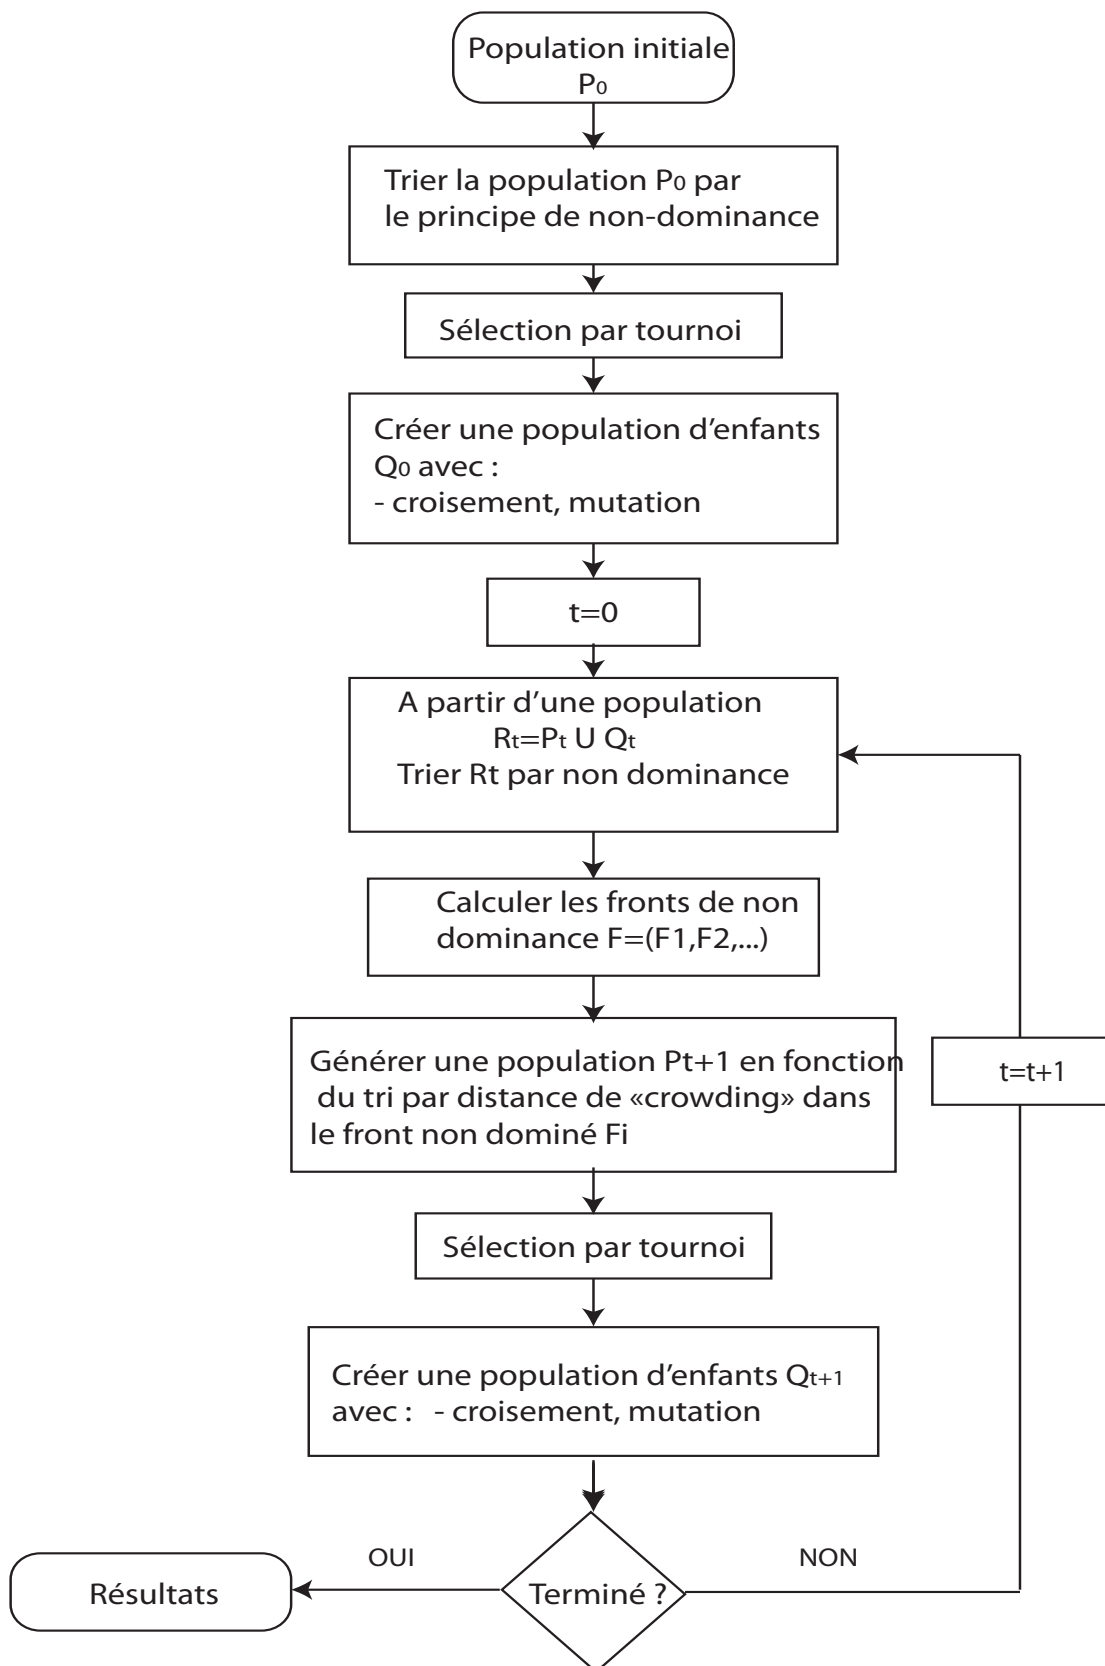 Population initiale
P0
Trier la population P0 par
le principe de non-dominance
Sélection par tournoi
Créer une population d'enfants
Q0 avec :
- croisement, mutation
t=0
A partir d'une population
Rt=Pt U Qt
Trier Rt par non dominance
Calculer les fronts de non
dominance F=(F1,F2,...)
Générer une population Pt+1 en fonction
du tri par distance de «crowding» dans
le front non dominé Fi
t=t+1
Sélection par tournoi
Créer une population d'enfants Qt+1
avec : - croisement, mutation
OUI
NON
Résultats
Terminé ?